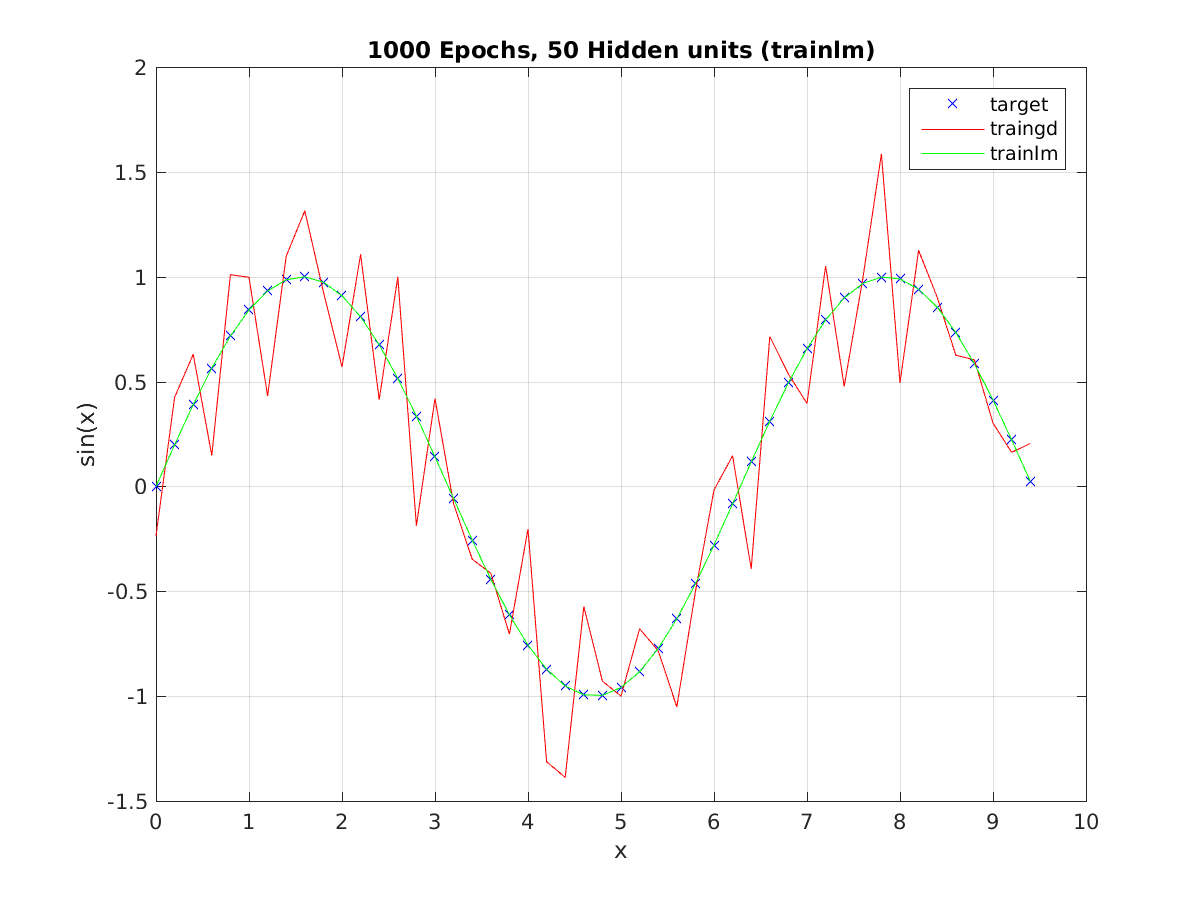 1000 Epochs, 50 Hidden units (trainlm)
2
1.5
1
0.5
0
-0.5
-1
-1.5
sin(x)
target
traingd
trainlm
0 1 2 3 4 5 6 7 8 9 10
x